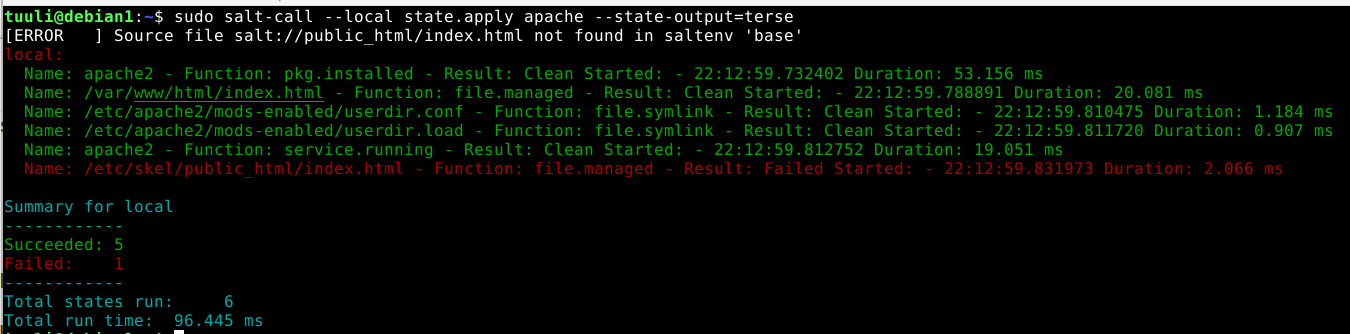 tuuli@debian1:~$ sudo salt-call --local state.apply apache --state-output=terse
[ERROR   ] Source file salt://public_html/index.html not found in saltenv 'base'
local:
  Name: apache2 - Function: pkg.installed - Result: Clean Started: - 22:12:59.732402 Duration: 53.156 ms
  Name: /var/www/html/index.html - Function: file.managed - Result: Clean Started: - 22:12:59.788891 Duration: 20.081 ms
  Name: /etc/apache2/mods-enabled/userdir.conf - Function: file.symlink - Result: Clean Started: - 22:12:59.810475 Duration: 1.184 ms
  Name: /etc/apache2/mods-enabled/userdir.load - Function: file.symlink - Result: Clean Started: - 22:12:59.811720 Duration: 0.907 ms
  Name: apache2 - Function: service.running - Result: Clean Started: - 22:12:59.812752 Duration: 19.051 ms
  Name: /etc/skel/public_html/index.html - Function: file.managed - Result: Failed Started: - 22:12:59.831973 Duration: 2.066 ms
Summary for local
------------
Succeeded: 5
Failed:    1
------------
Total states run:     6
Total run time:  96.445 ms